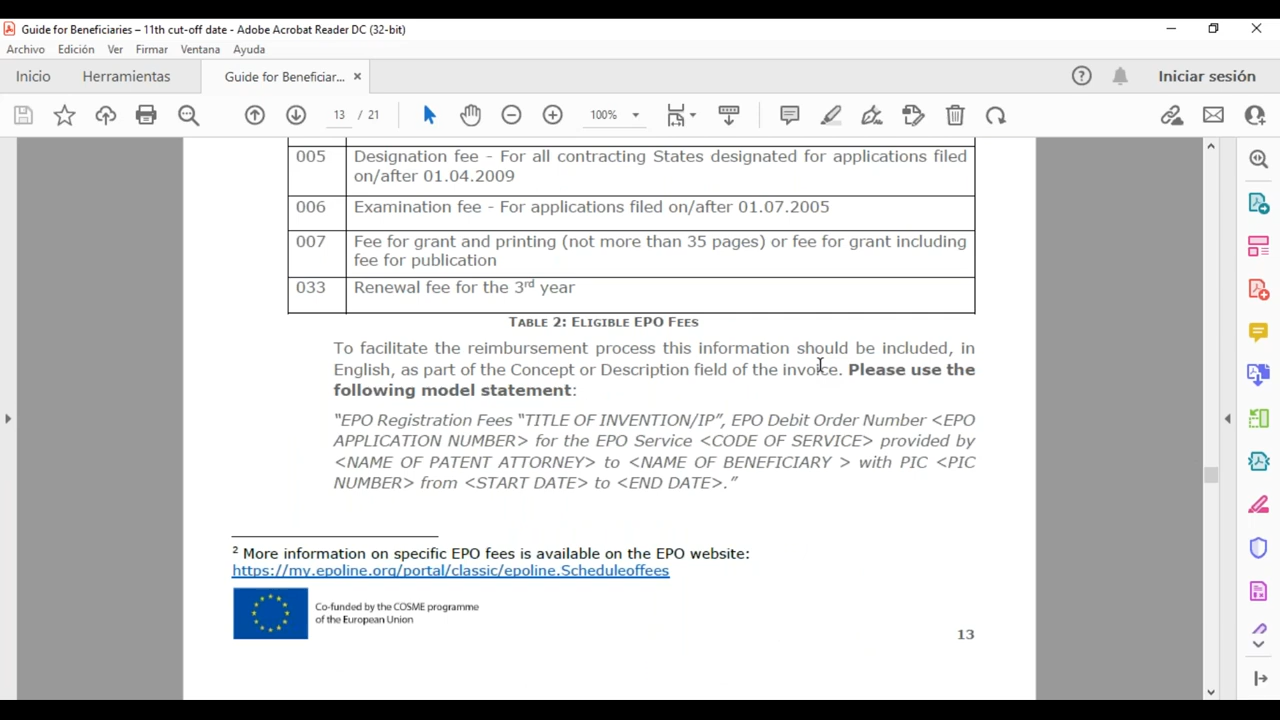 Guide for Beneficiaries – 11th cut-off date - Adobe Acrobat Reader DC (32-bit)
Archivo Edición Ver Firmar Ventana Ayuda
Inicio Herramientas Guide for Beneficiar... × Iniciar sesión
13 / 21 100%
005 Designation fee - For all contracting States designated for applications filed
on/after 01.04.2009
006 Examination fee - For applications filed on/after 01.07.2005
007 Fee for grant and printing (not more than 35 pages) or fee for grant including
fee for publication
033 Renewal fee for the 3rd year
TABLE 2: ELIGIBLE EPO FEES
To facilitate the reimbursement process this information should be included, in
English, as part of the Concept or Description field of the invoice. Please use the
following model statement:
"EPO Registration Fees "TITLE OF INVENTION/IP", EPO Debit Order Number <EPO
APPLICATION NUMBER> for the EPO Service <CODE OF SERVICE> provided by
<NAME OF PATENT ATTORNEY> to <NAME OF BENEFICIARY > with PIC <PIC
NUMBER> from <START DATE> to <END DATE>."
2 More information on specific EPO fees is available on the EPO website:
https://my.epoline.org/portal/classic/epoline.Scheduleoffees
Co-funded by the COSME programme
of the European Union
13